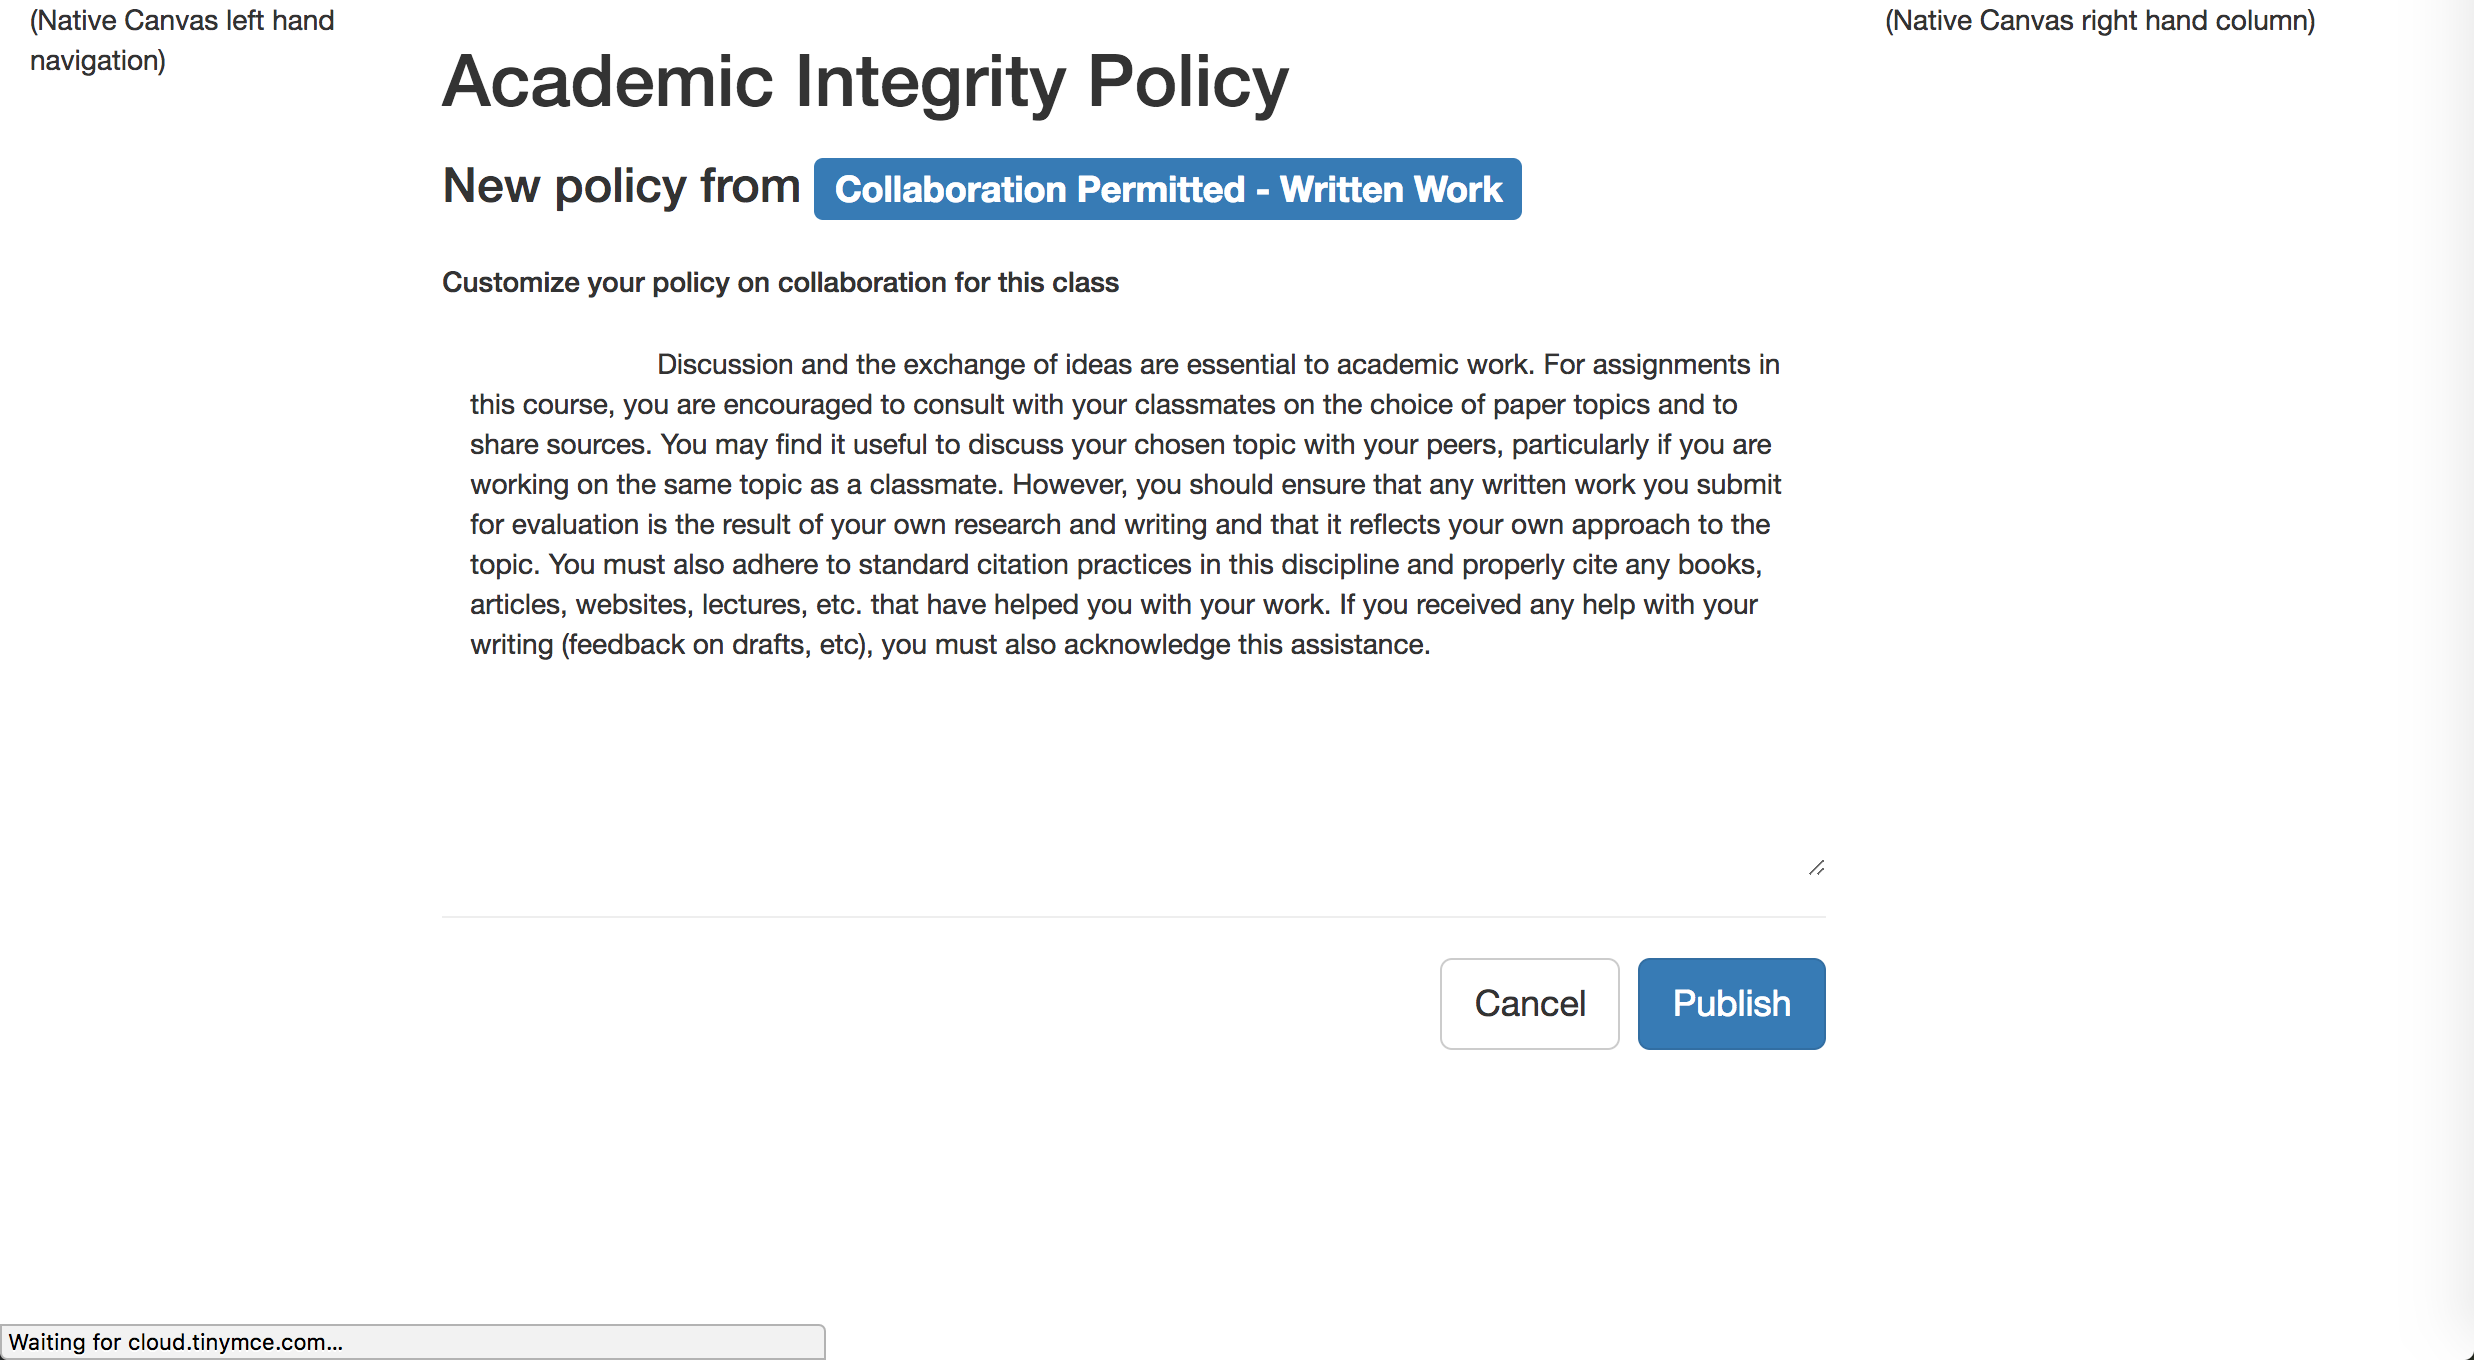 (Native Canvas left hand
navigation)
(Native Canvas right hand column)
Academic Integrity Policy
New policy from Collaboration Permitted - Written Work
Customize your policy on collaboration for this class
Discussion and the exchange of ideas are essential to academic work. For assignments in
this course, you are encouraged to consult with your classmates on the choice of paper topics and to
share sources. You may find it useful to discuss your chosen topic with your peers, particularly if you are
working on the same topic as a classmate. However, you should ensure that any written work you submit
for evaluation is the result of your own research and writing and that it reflects your own approach to the
topic. You must also adhere to standard citation practices in this discipline and properly cite any books,
articles, websites, lectures, etc. that have helped you with your work. If you received any help with your
writing (feedback on drafts, etc), you must also acknowledge this assistance.
Cancel
Publish
Waiting for cloud.tinymce.com...